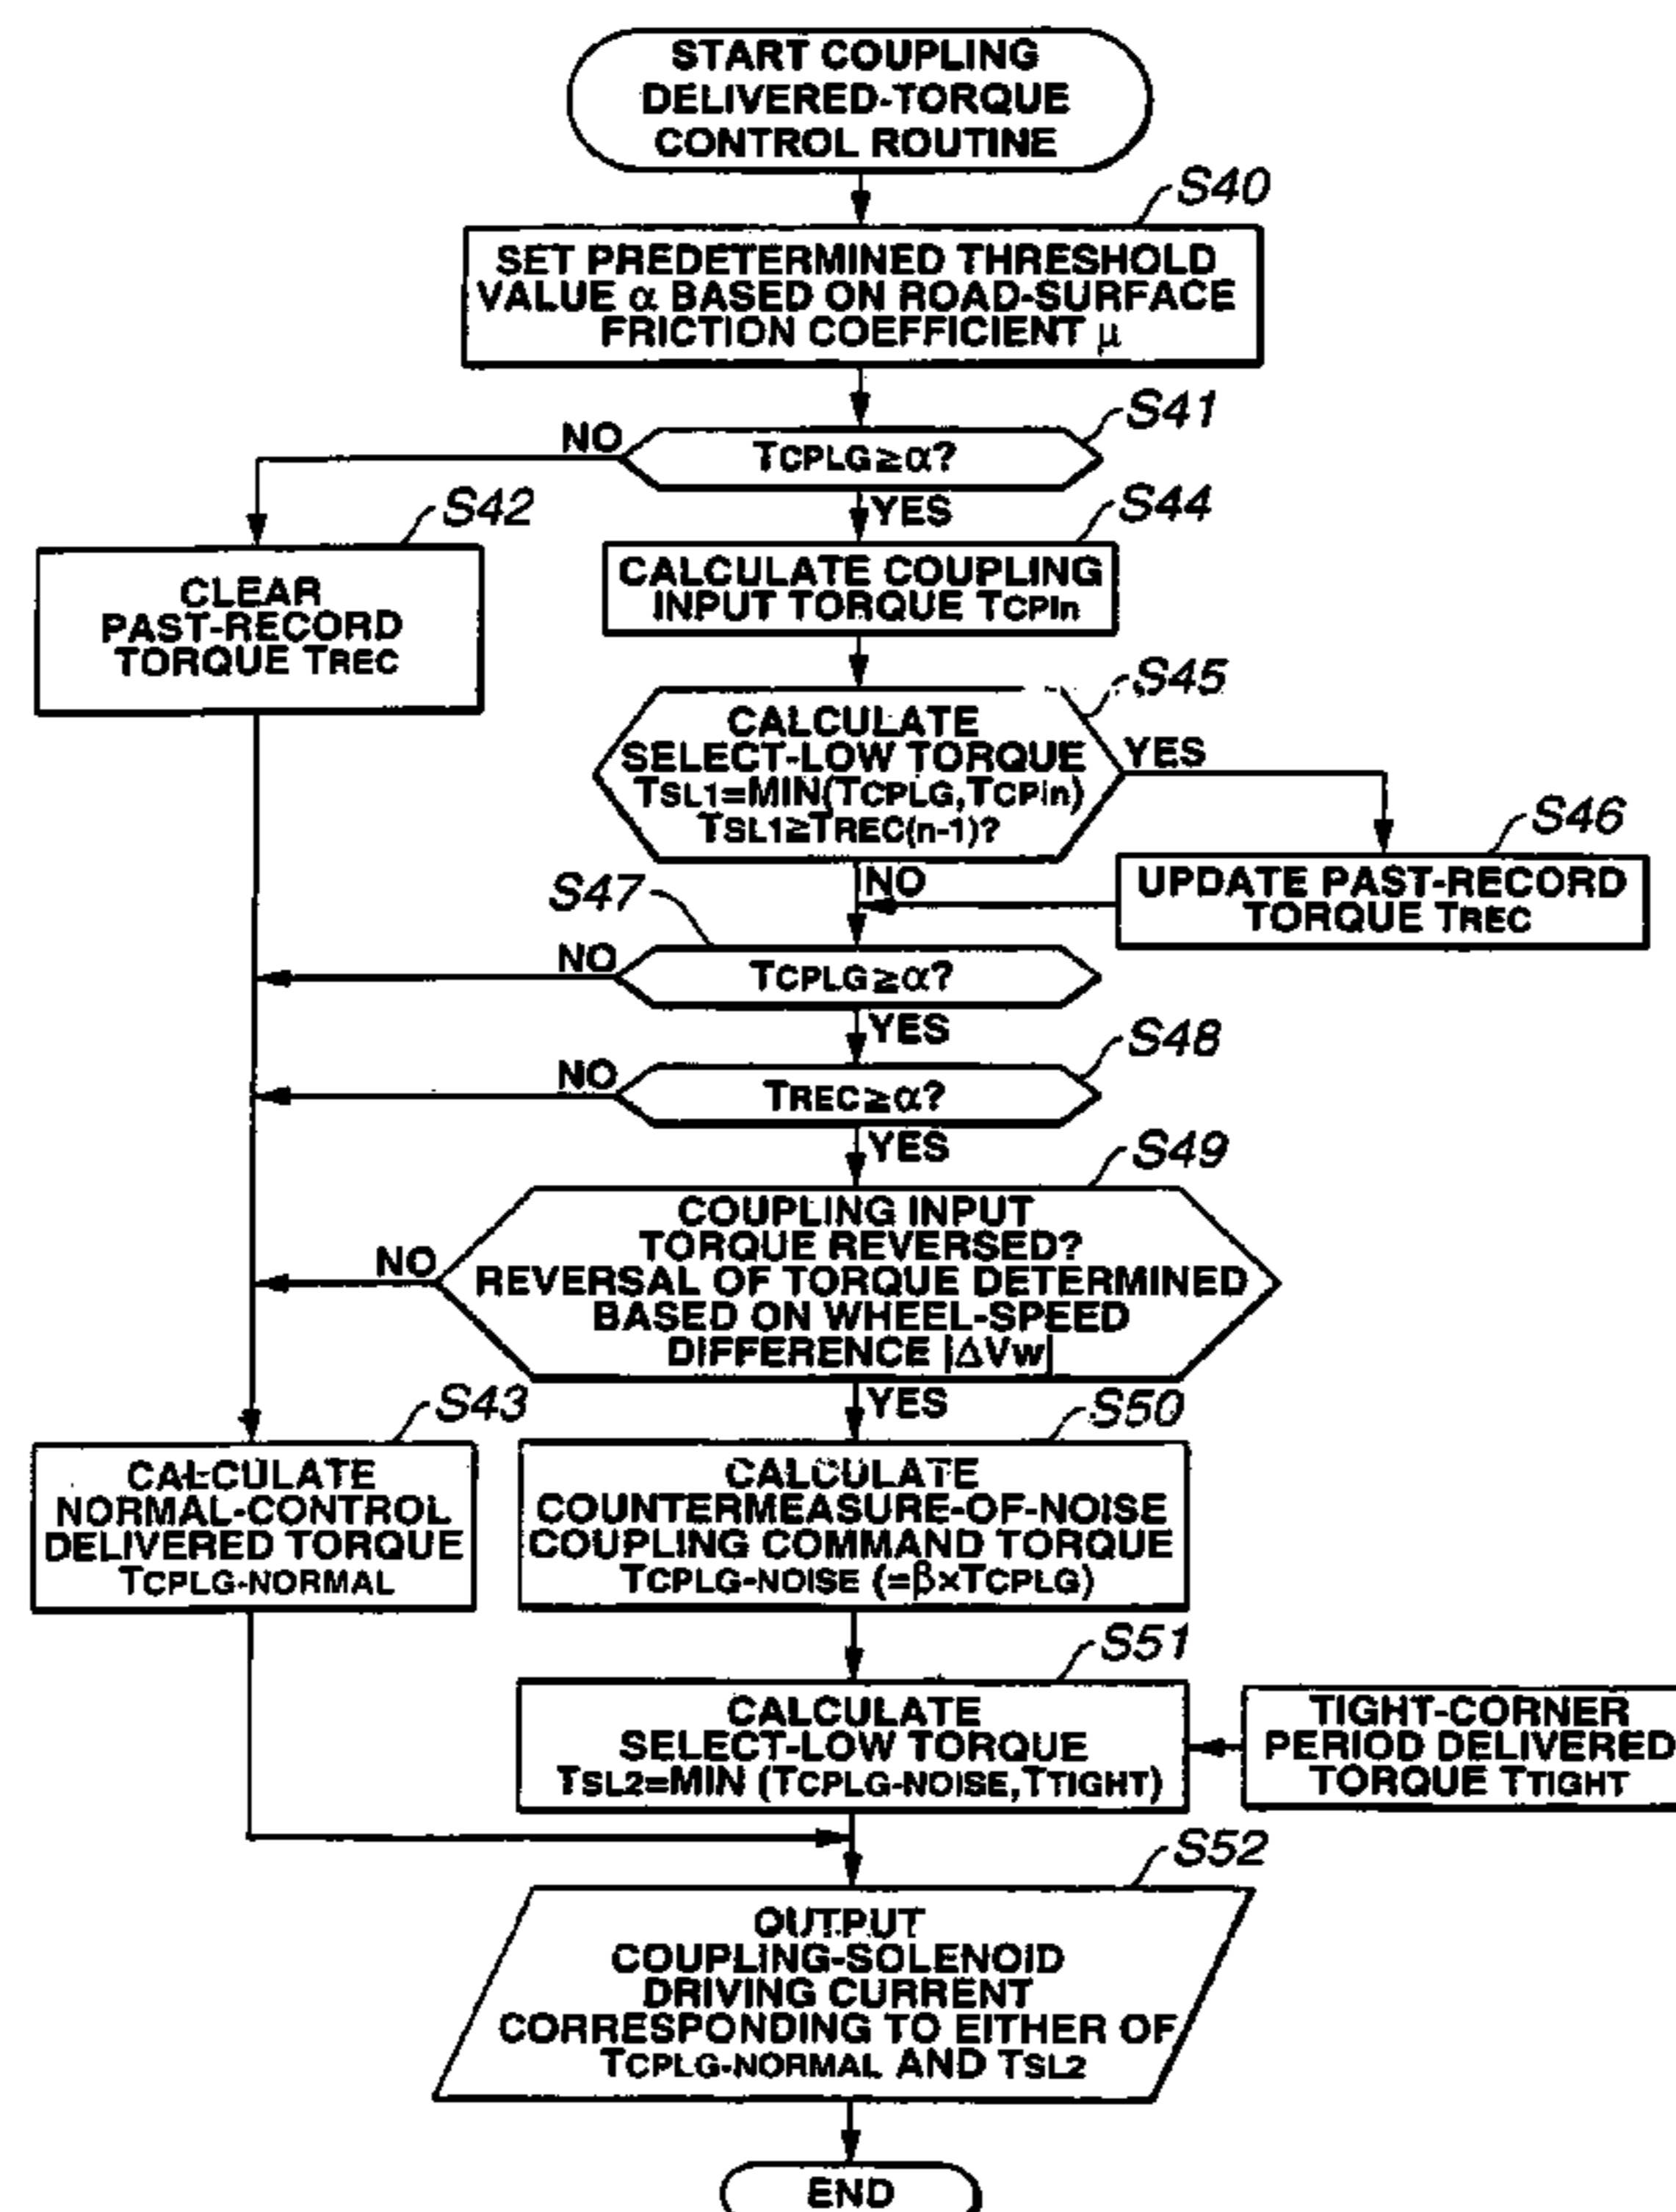 START COUPLING
DELIVERED-TORQUE
CONTROL ROUTINE
S40
SET PREDETERMINED THRESHOLD
VALUE α BASED ON ROAD-SURFACE
FRICTION COEFFICIENT μ
S41
NO
TCPLG≧α?
YES
S42
CLEAR
PAST-RECORD
TORQUE TREC
S44
CALCULATE COUPLING
INPUT TORQUE TCPIn
S45
CALCULATE
SELECT-LOW TORQUE
TSL1=MIN(TCPLG,TCPin)
TSL1≧TREC(n-1)?
YES
NO
S46
UPDATE PAST-RECORD
TORQUE TREC
S47
NO
TCPLG≧α?
YES
S48
NO
TREC≧α?
YES
S49
COUPLING INPUT
TORQUE REVERSED?
REVERSAL OF TORQUE DETERMINED
BASED ON WHEEL-SPEED
DIFFERENCE |ΔVw|
NO
YES
S43
CALCULATE
NORMAL-CONTROL
DELIVERED TORQUE
TCPLG-NORMAL
S50
CALCULATE
COUNTERMEASURE-OF-NOISE
COUPLING COMMAND TORQUE
TCPLG-NOISE (=β×TCPLG)
S51
CALCULATE
SELECT-LOW TORQUE
TSL2=MIN (TCPLG-NOISE,TTIGHT)
TIGHT-CORNER
PERIOD DELIVERED
TORQUE TTIGHT
S52
OUTPUT
COUPLING-SOLENOID
DRIVING CURRENT
CORRESPONDING TO EITHER OF
TCPLG-NORMAL AND TSL2
END